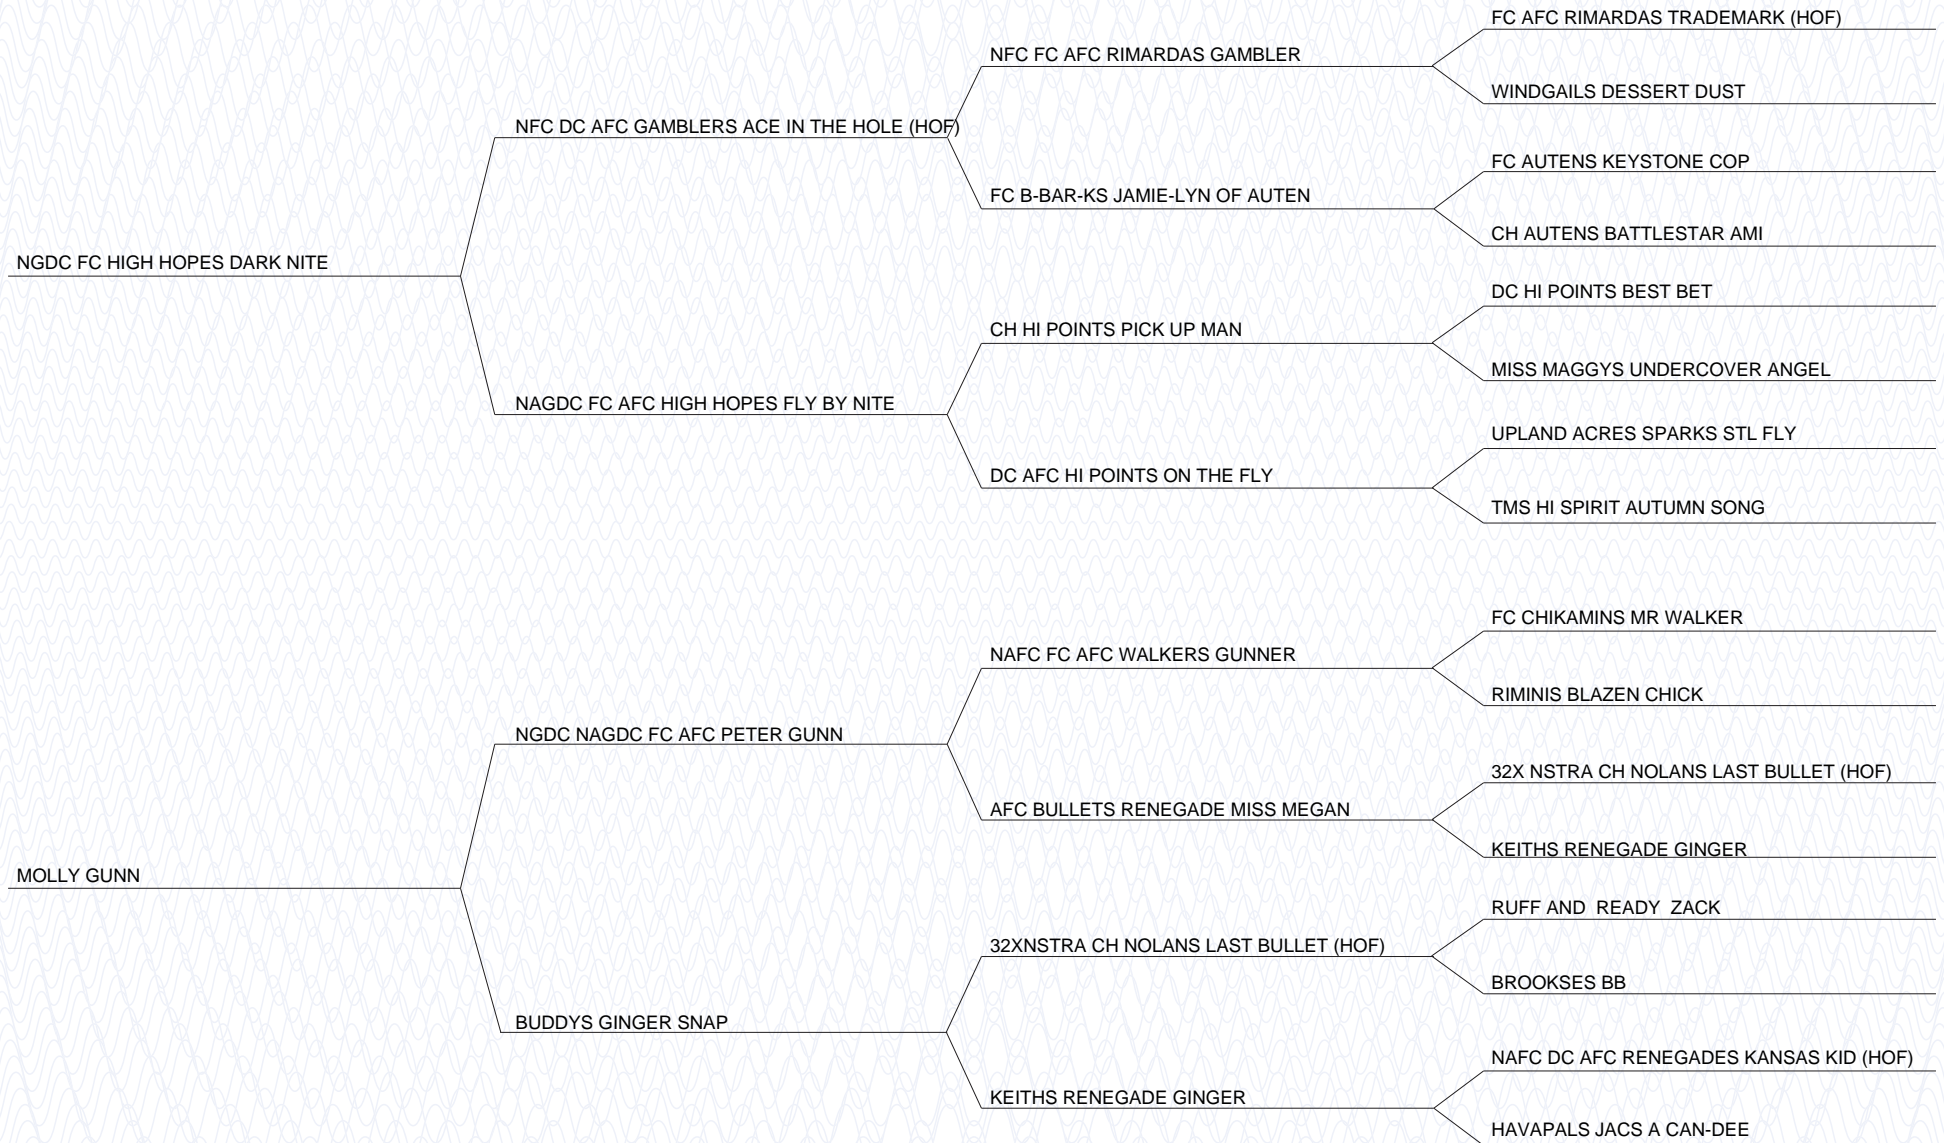 FC AFC RIMARDAS TRADEMARK (HOF)
NFC FC AFC RIMARDAS GAMBLER
WINDGAILS DESSERT DUST
NFC DC AFC GAMBLERS ACE IN THE HOLE (HOF)
FC AUTENS KEYSTONE COP
FC B-BAR-KS JAMIE-LYN OF AUTEN
CH AUTENS BATTLESTAR AMI
NGDC FC HIGH HOPES DARK NITE
DC HI POINTS BEST BET
CH HI POINTS PICK UP MAN
MISS MAGGYS UNDERCOVER ANGEL
NAGDC FC AFC HIGH HOPES FLY BY NITE
UPLAND ACRES SPARKS STL FLY
DC AFC HI POINTS ON THE FLY
TMS HI SPIRIT AUTUMN SONG
FC CHIKAMINS MR WALKER
NAFC FC AFC WALKERS GUNNER
RIMINIS BLAZEN CHICK
NGDC NAGDC FC AFC PETER GUNN
32X NSTRA CH NOLANS LAST BULLET (HOF)
AFC BULLETS RENEGADE MISS MEGAN
KEITHS RENEGADE GINGER
MOLLY GUNN
RUFF AND  READY  ZACK
32XNSTRA CH NOLANS LAST BULLET (HOF)
BROOKSES BB
BUDDYS GINGER SNAP
NAFC DC AFC RENEGADES KANSAS KID (HOF)
KEITHS RENEGADE GINGER
HAVAPALS JACS A CAN-DEE